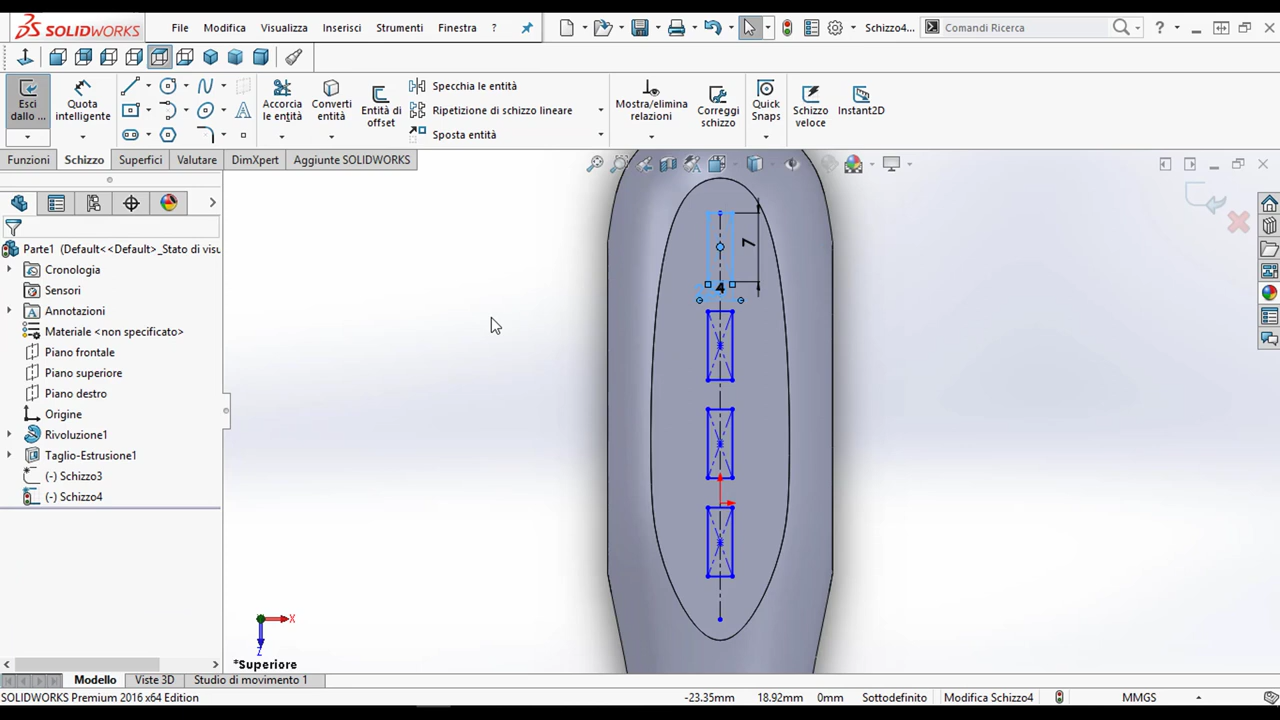 SOLIDWORKS File Modifica Visualizza Inserisci Strumenti Finestra ? Schizzo4... Comandi Ricerca ?
Esci dallo ...
Quota intelligente
Accorcia le entità
Converti entità
Entità di offset
Specchia le entità
Ripetizione di schizzo lineare
Sposta entità
Mostra/elimina relazioni
Correggi schizzo
Quick Snaps
Schizzo veloce
Instant2D
Funzioni Schizzo Superfici Valutare DimXpert Aggiunte SOLIDWORKS
Parte1 (Default<<Default>_Stato di visu
Cronologia
Sensori
Annotazioni
Materiale <non specificato>
Piano frontale
Piano superiore
Piano destro
Origine
Rivoluzione1
Taglio-Estrusione1
(-) Schizzo3
(-) Schizzo4
7
4
X
Z
*Superiore
Modello Viste 3D Studio di movimento 1
SOLIDWORKS Premium 2016 x64 Edition -23.35mm 18.92mm 0mm Sottodefinito Modifica Schizzo4 MMGS